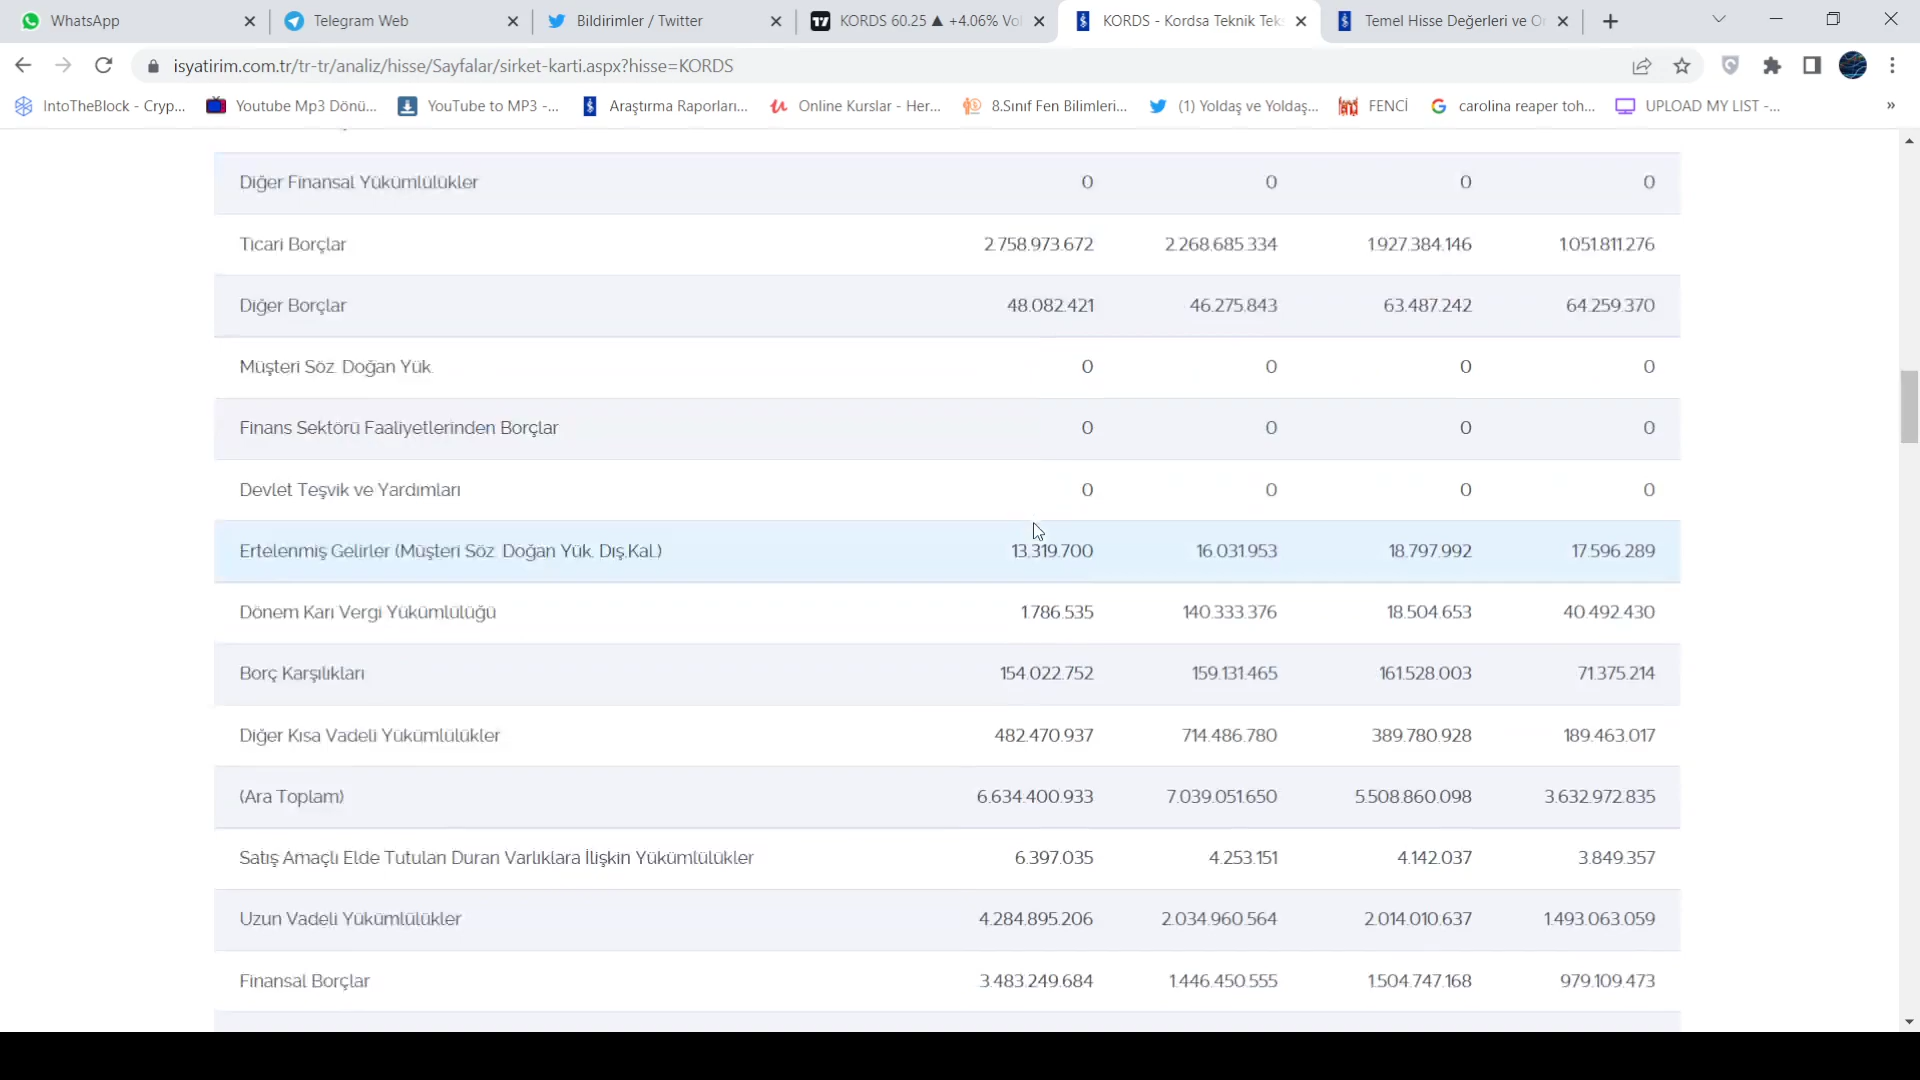 WhatsApp
Telegram Web
Bildirimler / Twitter
KORDS 60.25 ▲ +4.06% Vol
KORDS - Kordsa Teknik Teks
Temel Hisse Değerleri ve Or
isyatirim.com.tr/tr-tr/analiz/hisse/Sayfalar/sirket-karti.aspx?hisse=KORDS
IntoTheBlock - Cryp...
Youtube Mp3 Dönü...
YouTube to MP3 -...
Araştırma Raporları...
Online Kurslar - Her...
8.Sınıf Fen Bilimleri...
(1) Yoldaş ve Yoldaş...
FENCİ
carolina reaper toh...
UPLOAD MY LIST -...
»
Diğer Finansal Yükümlülükler 0 0 0 0
Ticari Borçlar 2.758.973.672 2.268.685.334 1.927.384.146 1.051.811.276
Diğer Borçlar 48.082.421 46.275.843 63.487.242 64.259.370
Müşteri Söz. Doğan Yük. 0 0 0 0
Finans Sektörü Faaliyetlerinden Borçlar 0 0 0 0
Devlet Teşvik ve Yardımları 0 0 0 0
Ertelenmiş Gelirler (Müşteri Söz. Doğan Yük. Dış.Kal.) 13.319.700 16.031.953 18.797.992 17.596.289
Dönem Karı Vergi Yükümlülüğü 1.786.535 140.333.376 18.504.653 40.492.430
Borç Karşılıkları 154.022.752 159.131.465 161.528.003 71.375.214
Diğer Kısa Vadeli Yükümlülükler 482.470.937 714.486.780 389.780.928 189.463.017
(Ara Toplam) 6.634.400.933 7.039.051.650 5.508.860.098 3.632.972.835
Satış Amaçlı Elde Tutulan Duran Varlıklara İlişkin Yükümlülükler 6.397.035 4.253.151 4.142.037 3.849.357
Uzun Vadeli Yükümlülükler 4.284.895.206 2.034.960.564 2.014.010.637 1.493.063.059
Finansal Borçlar 3.483.249.684 1.446.450.555 1.504.747.168 979.109.473